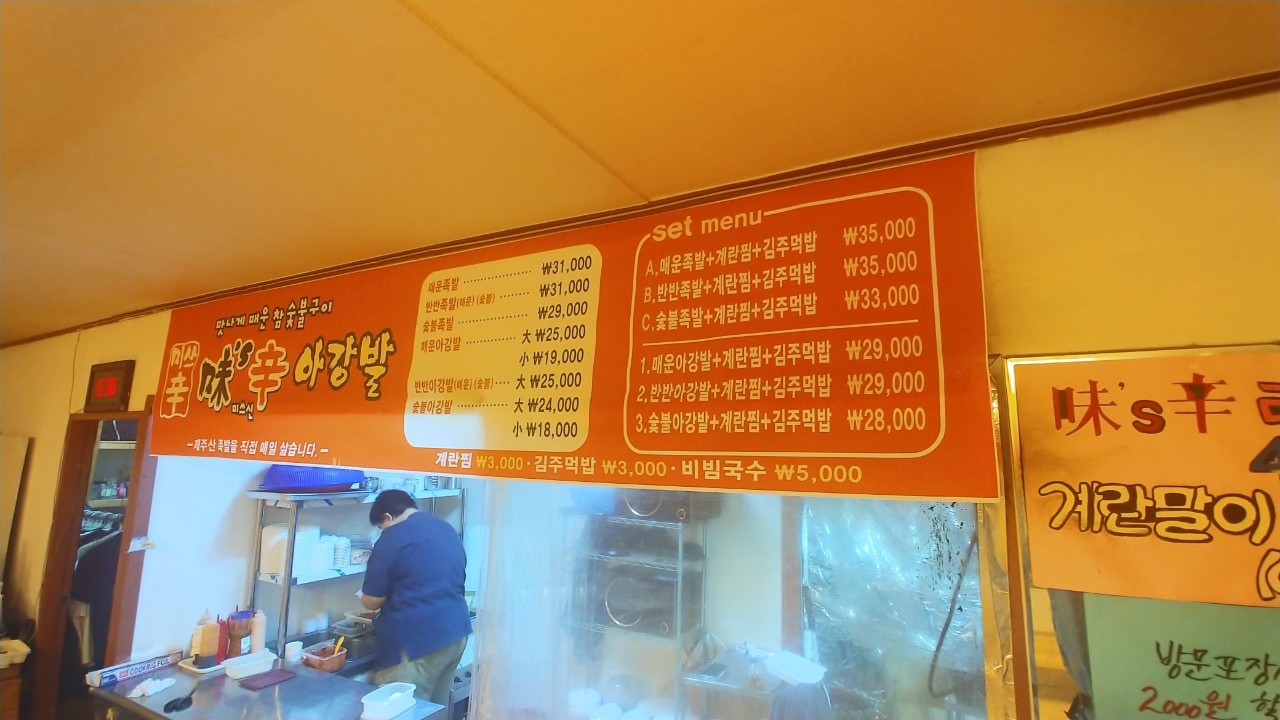 맛나게 매운 참숯불구이
미쓰
辛
味's辛 아강발
미쓰신
-제주산 족발을 직접 매일 삶습니다.-
매운족발 ₩31,000
반반족발(매운)(숯불) ₩31,000
숯불족발 ₩29,000
매운아강발 大 ₩25,000
小 ₩19,000
반반아강발(매운)(숯불) 大 ₩25,000
숯불아강발 大 ₩24,000
小 ₩18,000
set menu
A.매운족발+계란찜+김주먹밥 ₩35,000
B.반반족발+계란찜+김주먹밥 ₩35,000
C.숯불족발+계란찜+김주먹밥 ₩33,000
1.매운아강발+계란찜+김주먹밥 ₩29,000
2.반반아강발+계란찜+김주먹밥 ₩29,000
3.숯불아강발+계란찜+김주먹밥 ₩28,000
계란찜 ₩3,000·김주먹밥 ₩3,000·비빔국수 ₩5,000
味's辛
계란말이
방문포장
2000원
COOKING FOIL